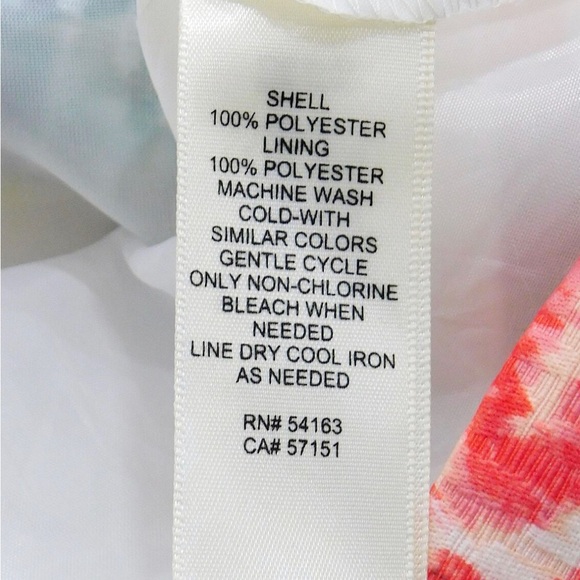 SHELL
100% POLYESTER
LINING
100% POLYESTER
MACHINE WASH
COLD-WITH
SIMILAR COLORS
GENTLE CYCLE
ONLY NON-CHLORINE
BLEACH WHEN
NEEDED
LINE DRY COOL IRON
AS NEEDED
RN# 54163
CA# 57151